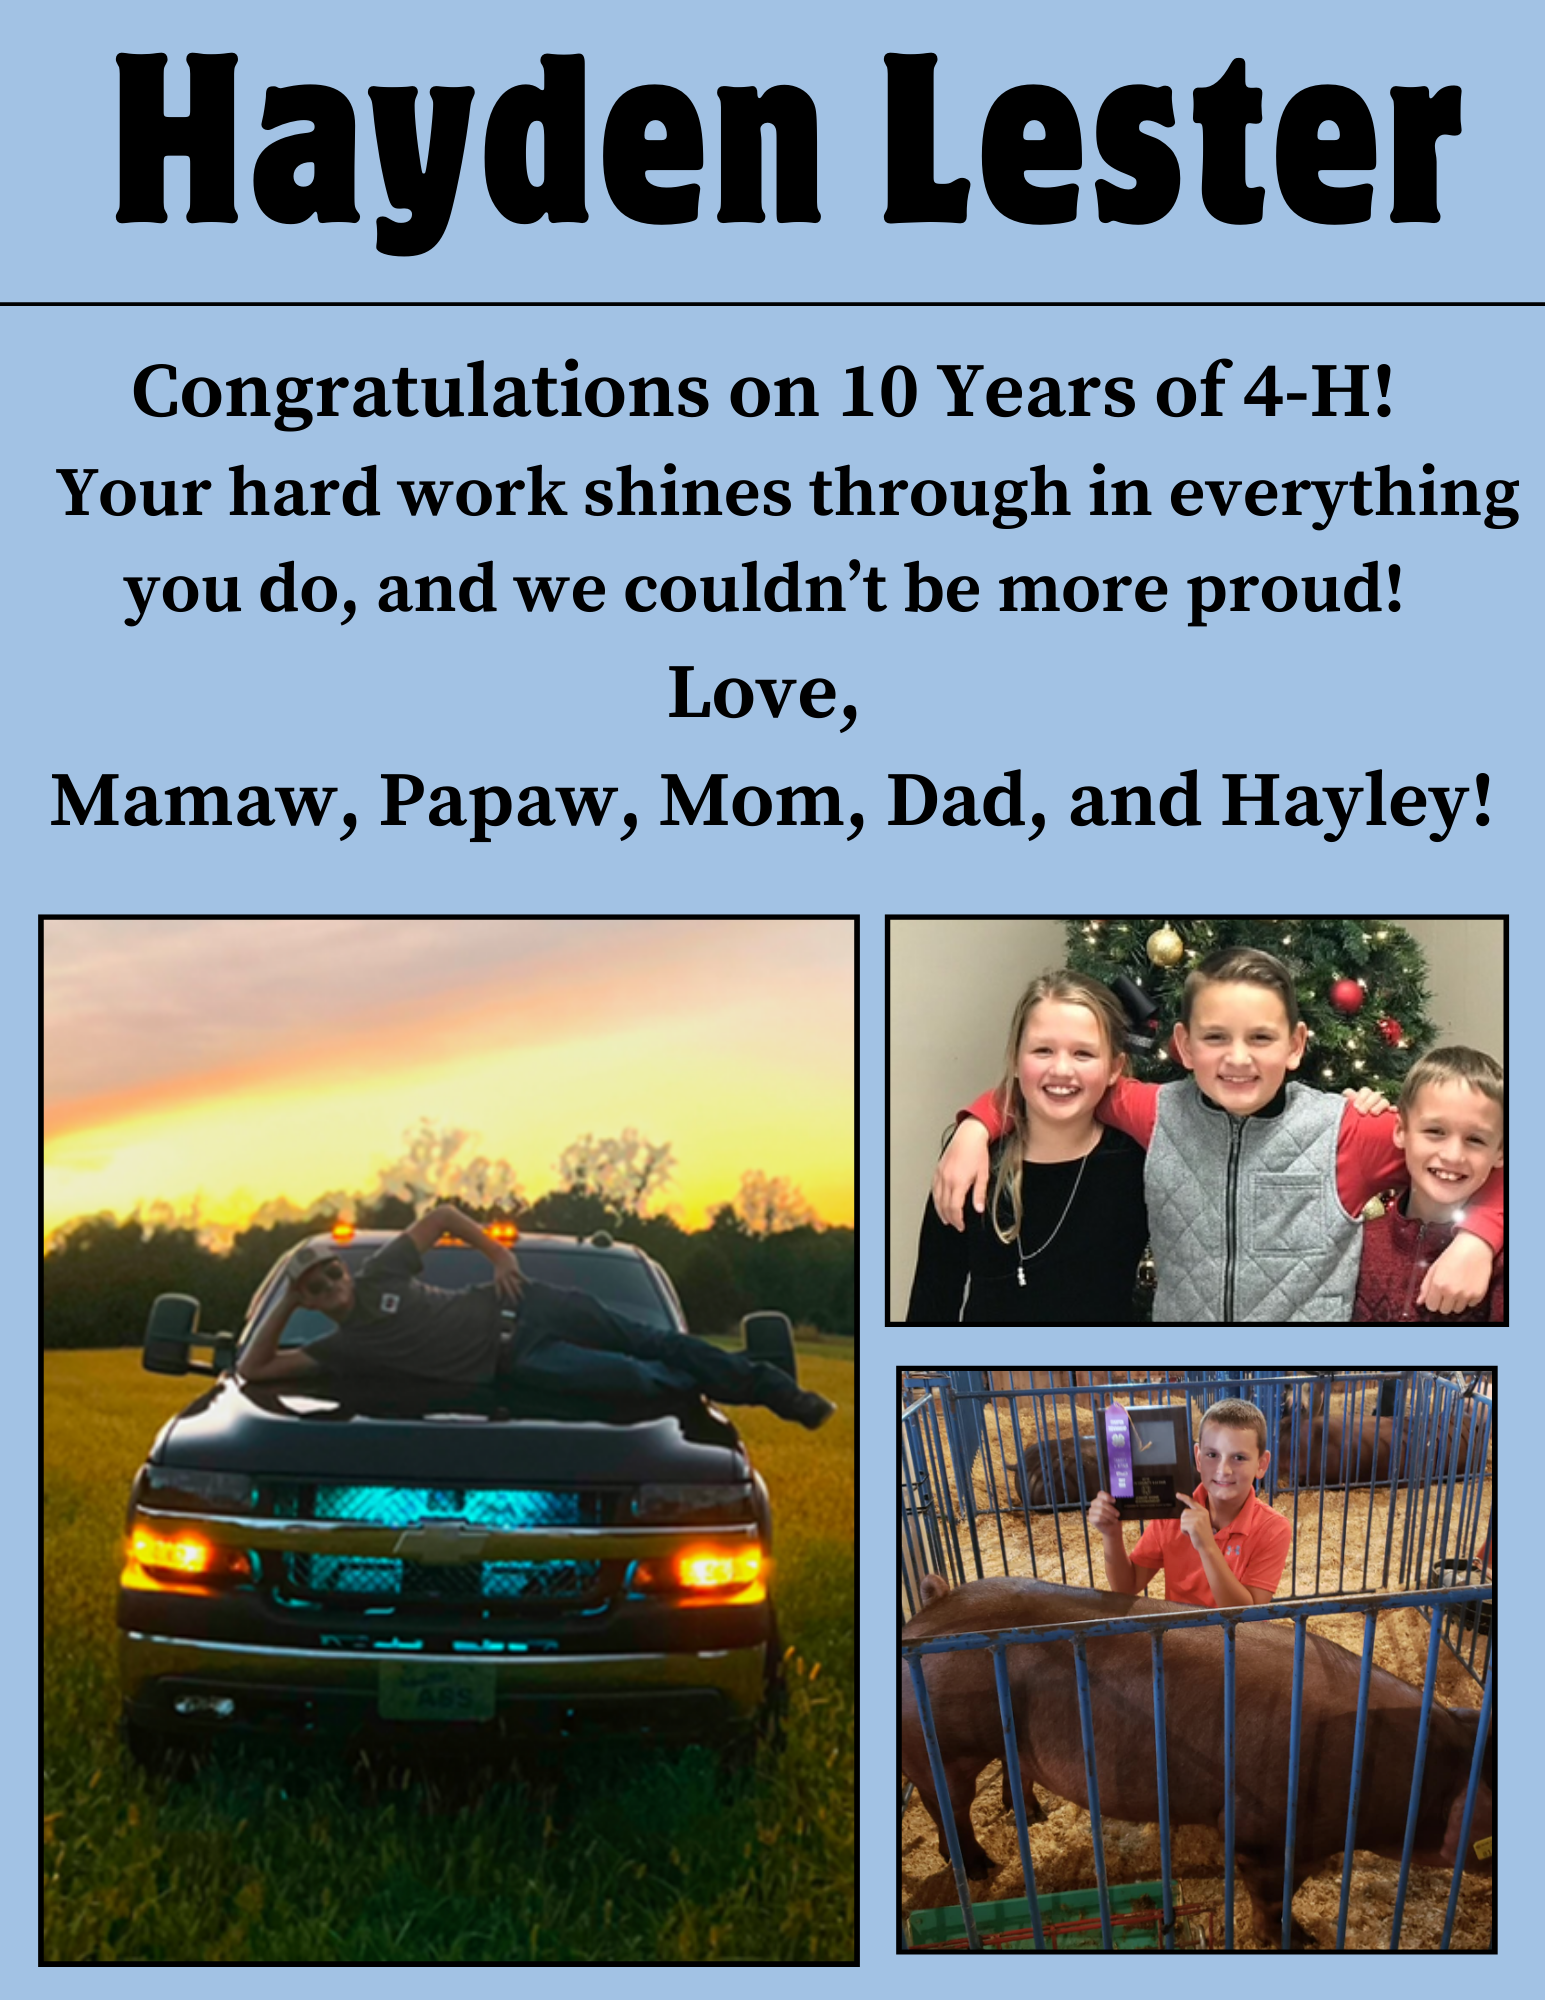 Hayden Lester
Congratulations on 10 Years of 4-H!
Your hard work shines through in everything
you do, and we couldn’t be more proud!
Love,
Mamaw, Papaw, Mom, Dad, and Hayley!